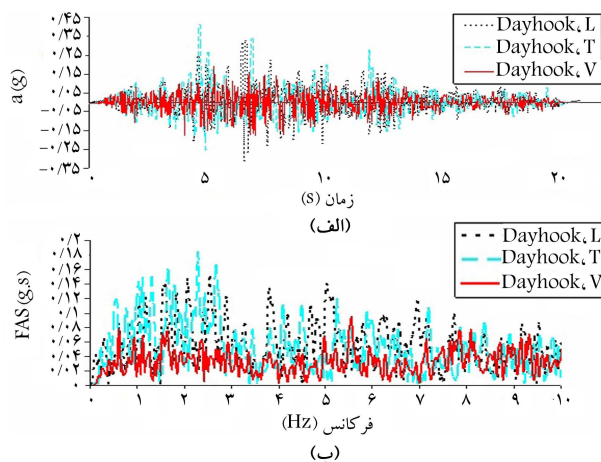 ۰/۴۵
۰/۳۵
۰/۲۵
۰/۱۵
۰/۰۵
-۰/۰۵
-۰/۱۵
-۰/۲۵
-۰/۳۵
a (g)
Dayhook، L
Dayhook، T
Dayhook، V
۰ ۵ ۱۰ ۱۵ ۲۰
زمان (s)
(الف)
۰/۲
۰/۱۸
۰/۱۶
۰/۱۴
۰/۱۲
۰/۱
۰/۰۸
۰/۰۶
۰/۰۴
۰/۰۲
۰
FAS (g.s)
Dayhook، L
Dayhook، T
Dayhook، V
۰ ۱ ۲ ۳ ۴ ۵ ۶ ۷ ۸ ۹ ۱۰
فرکانس (Hz)
(ب)